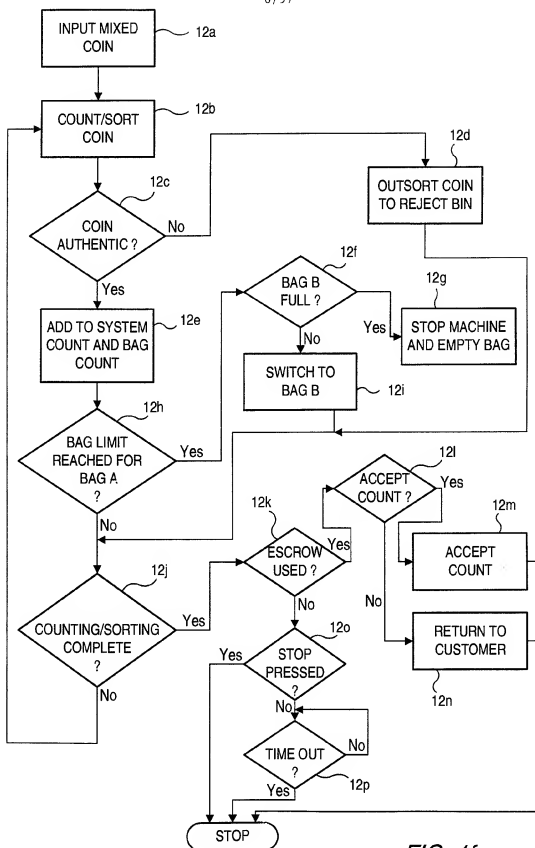 INPUT MIXED
COIN
12a
COUNT/SORT
COIN
12b
12c
COIN
AUTHENTIC ?
No
Yes
12d
OUTSORT COIN
TO REJECT BIN
ADD TO SYSTEM
COUNT AND BAG
COUNT
12e
12f
BAG B
FULL ?
Yes
No
12g
STOP MACHINE
AND EMPTY BAG
SWITCH TO
BAG B
12i
12h
BAG LIMIT
REACHED FOR
BAG A
?
Yes
No
12j
COUNTING/SORTING
COMPLETE
?
Yes
No
12k
ESCROW
USED ?
Yes
No
12l
ACCEPT
COUNT ?
Yes
No
12m
ACCEPT
COUNT
RETURN TO
CUSTOMER
12n
12o
STOP
PRESSED
?
Yes
No
TIME OUT
?
No
Yes
12p
STOP